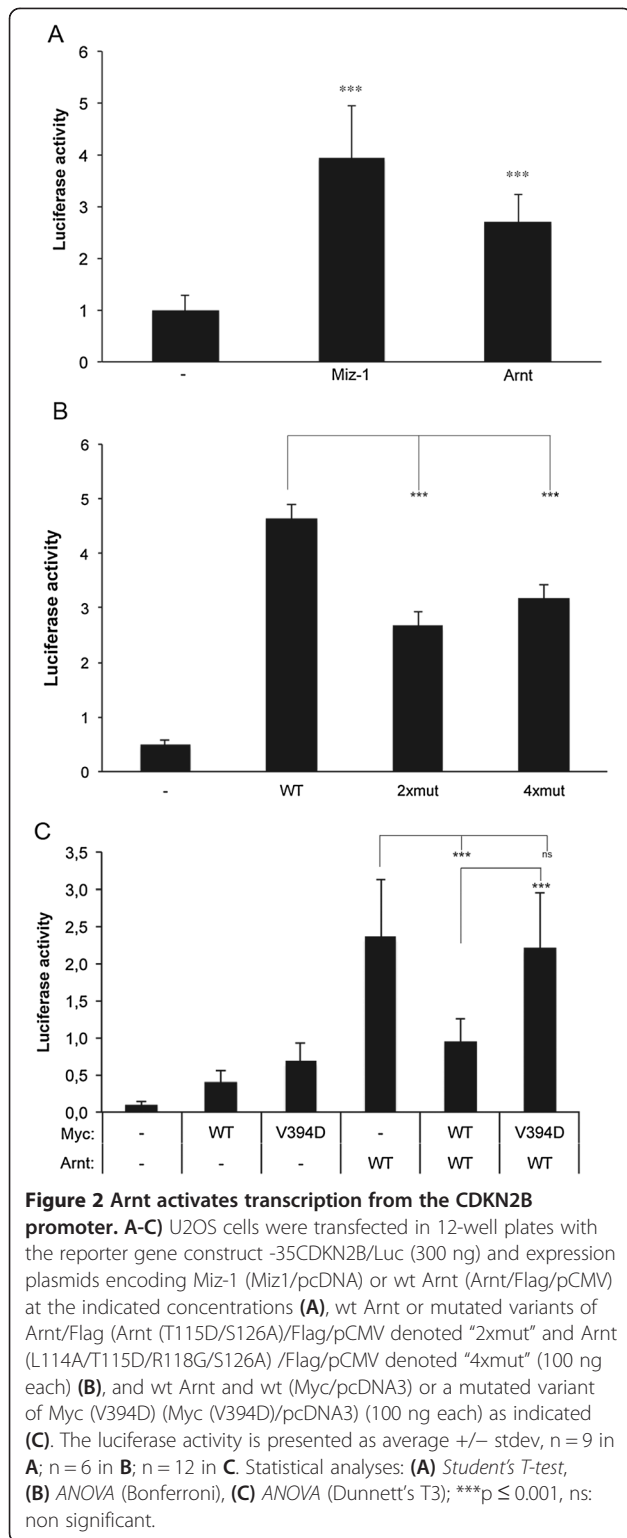 A
Luciferase activity
6
5
4
3
2
1
0
***
***
-
Miz-1
Arnt
B
Luciferase activity
6
5
4
3
2
1
0
***
***
-
WT
2xmut
4xmut
C
Luciferase activity
3,5
3,0
2,5
2,0
1,5
1,0
0,5
0,0
***
ns
***
Myc: - WT V394D - WT V394D
Arnt: - - - WT WT WT
Figure 2 Arnt activates transcription from the CDKN2B
promoter. A-C) U2OS cells were transfected in 12-well plates with
the reporter gene construct -35CDKN2B/Luc (300 ng) and expression
plasmids encoding Miz-1 (Miz1/pcDNA) or wt Arnt (Arnt/Flag/pCMV)
at the indicated concentrations (A), wt Arnt or mutated variants of
Arnt/Flag (Arnt (T115D/S126A)/Flag/pCMV denoted “2xmut” and Arnt
(L114A/T115D/R118G/S126A) /Flag/pCMV denoted “4xmut” (100 ng
each) (B), and wt Arnt and wt (Myc/pcDNA3) or a mutated variant
of Myc (V394D) (Myc (V394D)/pcDNA3) (100 ng each) as indicated
(C). The luciferase activity is presented as average +/− stdev, n = 9 in
A; n = 6 in B; n = 12 in C. Statistical analyses: (A) Student’s T-test,
(B) ANOVA (Bonferroni), (C) ANOVA (Dunnett’s T3); ***p ≤ 0.001, ns:
non significant.